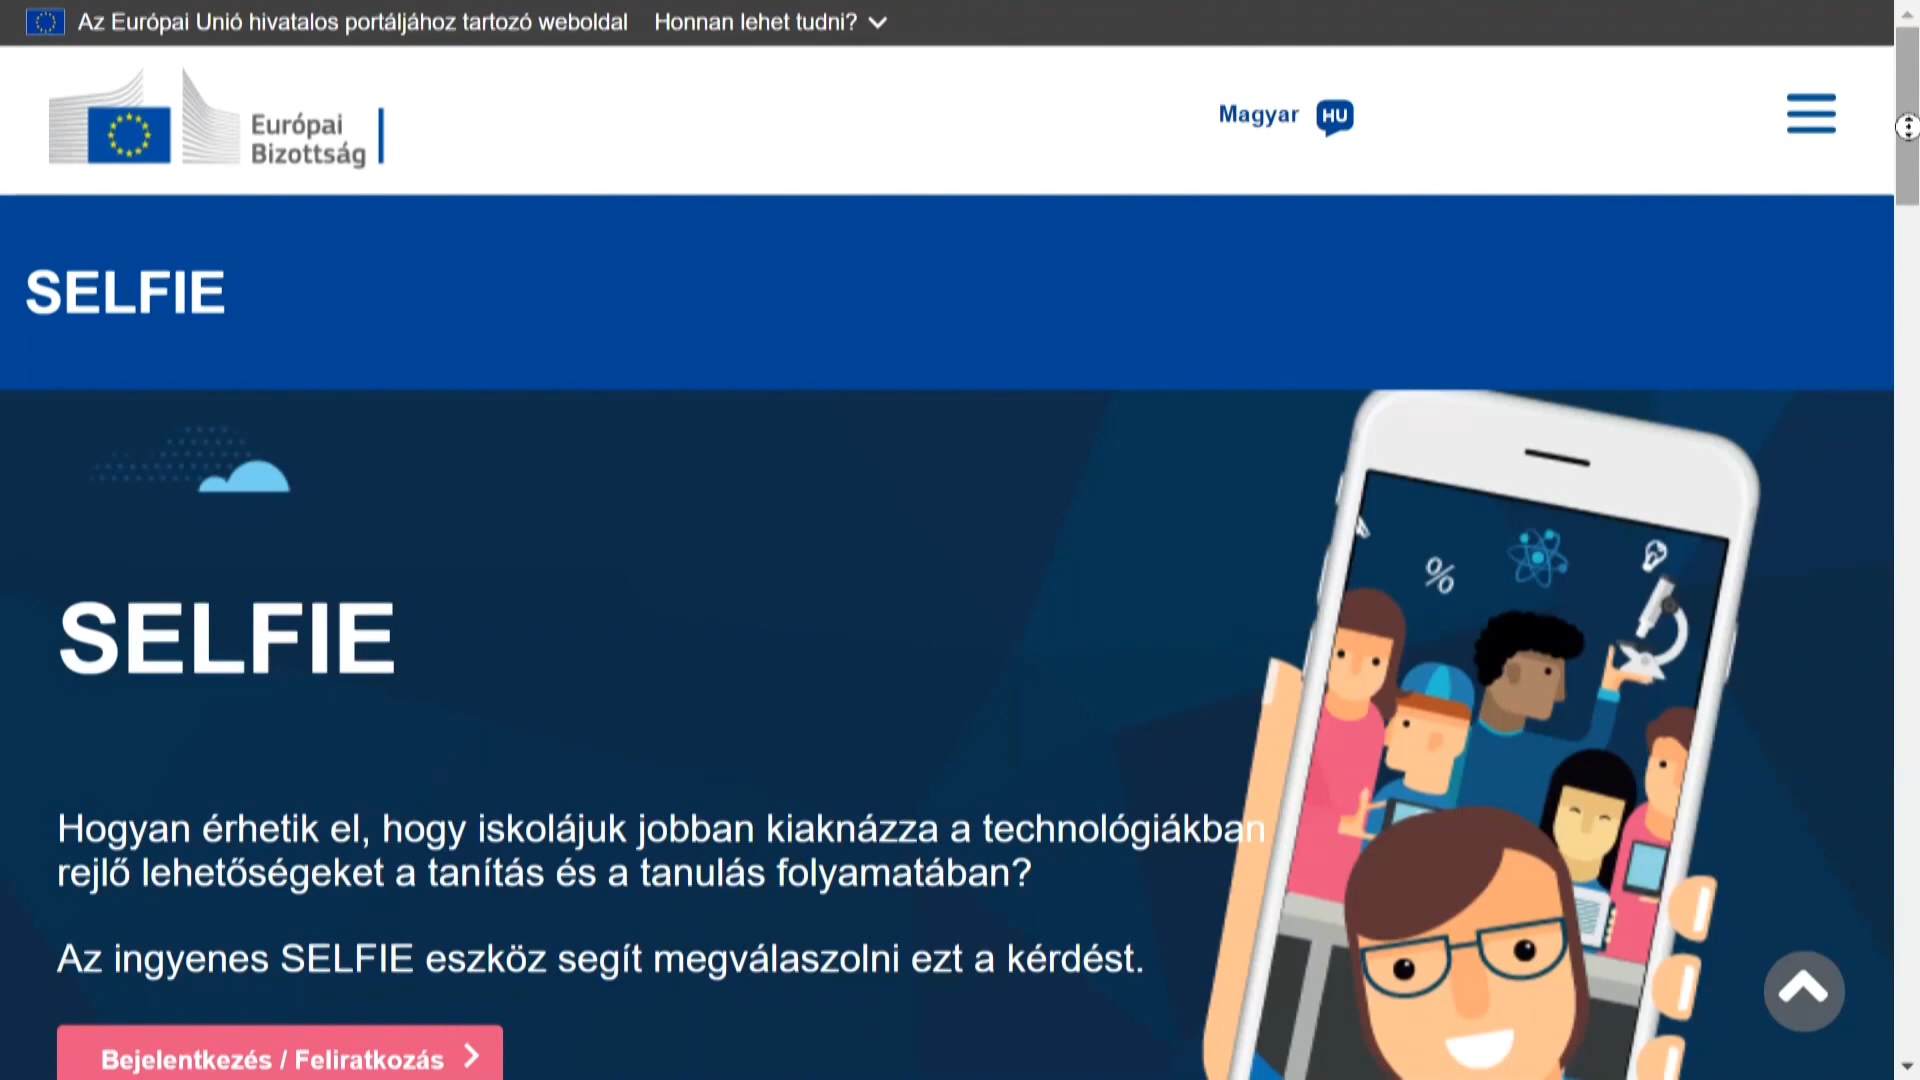 Az Európai Unió hivatalos portáljához tartozó weboldal Honnan lehet tudni?
Európai
Bizottság
Magyar HU
SELFIE
%
SELFIE
Hogyan érhetik el, hogy iskolájuk jobban kiaknázza a technológiákban
rejlő lehetőségeket a tanítás és a tanulás folyamatában?
Az ingyenes SELFIE eszköz segít megválaszolni ezt a kérdést.
Bejelentkezés / Feliratkozás